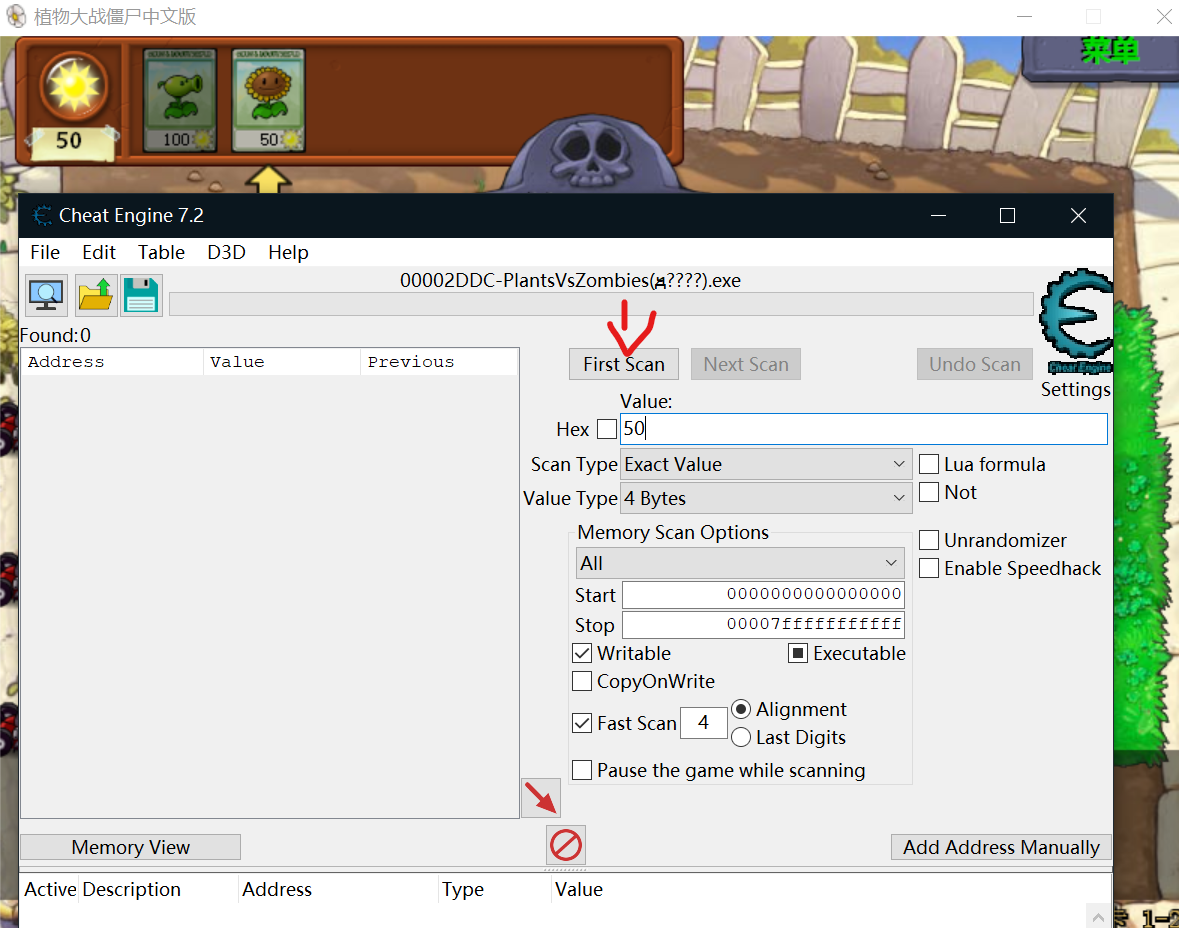 植物大战僵尸中文版
菜单
50
100
50
Cheat Engine 7.2
File Edit Table D3D Help
00002DDC-PlantsVsZombies(д????).exe
Found:0
Address Value Previous
First Scan Next Scan Undo Scan
Cheat Engine
Settings
Value:
Hex 50
Scan Type Exact Value Lua formula
Value Type 4 Bytes Not
Memory Scan Options
All
Unrandomizer
Enable Speedhack
Start 0000000000000000
Stop 00007fffffffffff
Writable Executable
CopyOnWrite
Fast Scan 4 Alignment
Last Digits
Pause the game while scanning
Memory View Add Address Manually
Active Description Address Type Value
1-2